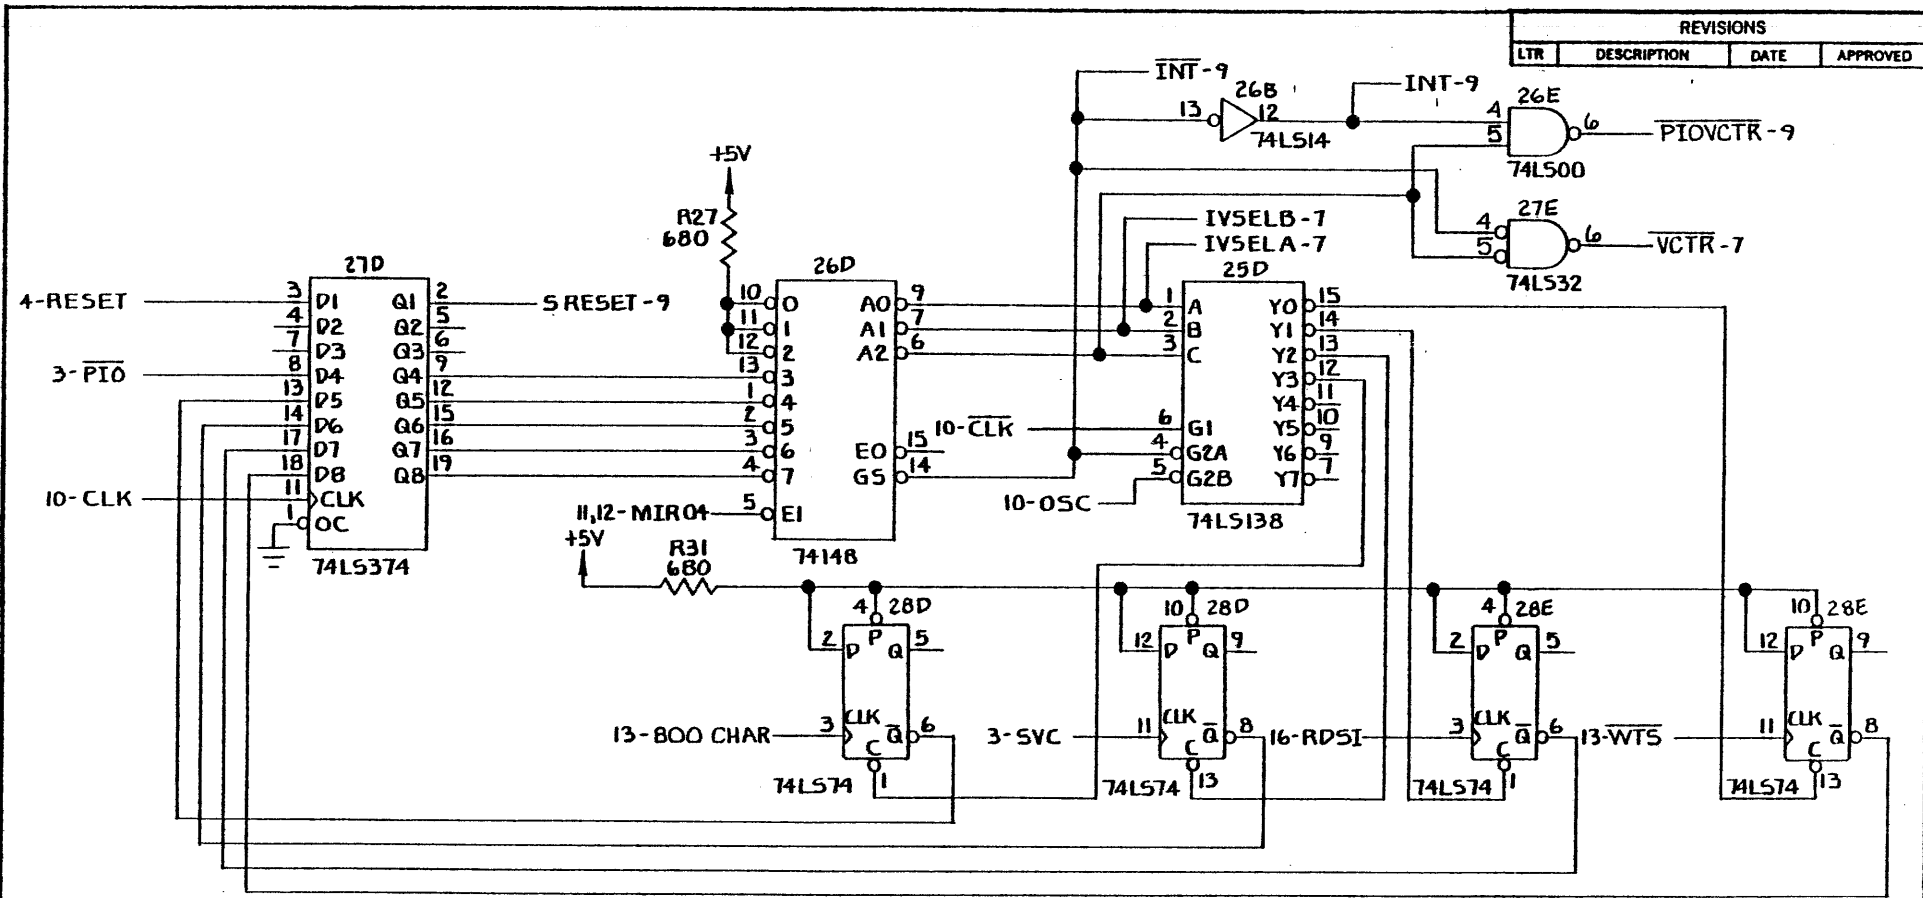 REVISIONS
LTR DESCRIPTION DATE APPROVED
INT-9
26B
INT-9
13 12
74LS14
26E
4
5
6
PIOVCTR-9
74LS00
27E
4
5
6
VCTR-7
74LS32
+5V
R27
680
IVSELB-7
IVSELA-7
27D
4-RESET
3 D1 Q1 2
SRESET-9
4 D2 Q2 5
7 D3 Q3 6
3-PIO
8 D4 Q4 9
13 D5 Q5 12
14 D6 Q6 15
17 D7 Q7 16
18 D8 Q8 19
10-CLK
11 CLK
1 OC
74LS374
26D
10 0 A0 9
11 1 A1 7
12 2 A2 6
13 3
1 4
2 5
3 6 EO 15
4 7 GS 14
11,12-MIR04
5 EI
74148
25D
1 A Y0 15
2 B Y1 14
3 C Y2 13
Y3 12
Y4 11
10-CLK
6 G1 Y5 10
4 G2A Y6 9
5 G2B Y7 7
10-OSC
74LS138
+5V
R31
680
4 28D
2 D P Q 5
13-800 CHAR
3 CLK Q 6
C
74LS74 1
10 28D
12 D P Q 9
3-SVC
11 CLK Q 8
C
74LS74 13
4 28E
2 D P Q 5
16-RDSI
3 CLK Q 6
C
74LS74 1
10 28E
12 D P Q 9
13-WTS
11 CLK Q 8
C
74LS74 13